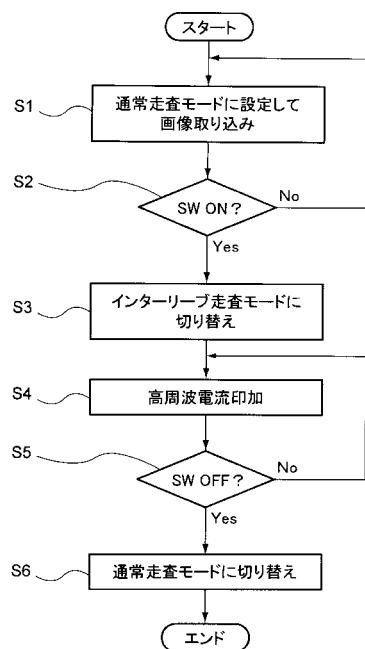 スタート
S1
通常走査モードに設定して
画像取り込み
S2
SW ON？
No
Yes
S3
インターリーブ走査モードに
切り替え
S4
高周波電流印加
S5
SW OFF？
No
Yes
S6
通常走査モードに切り替え
エンド